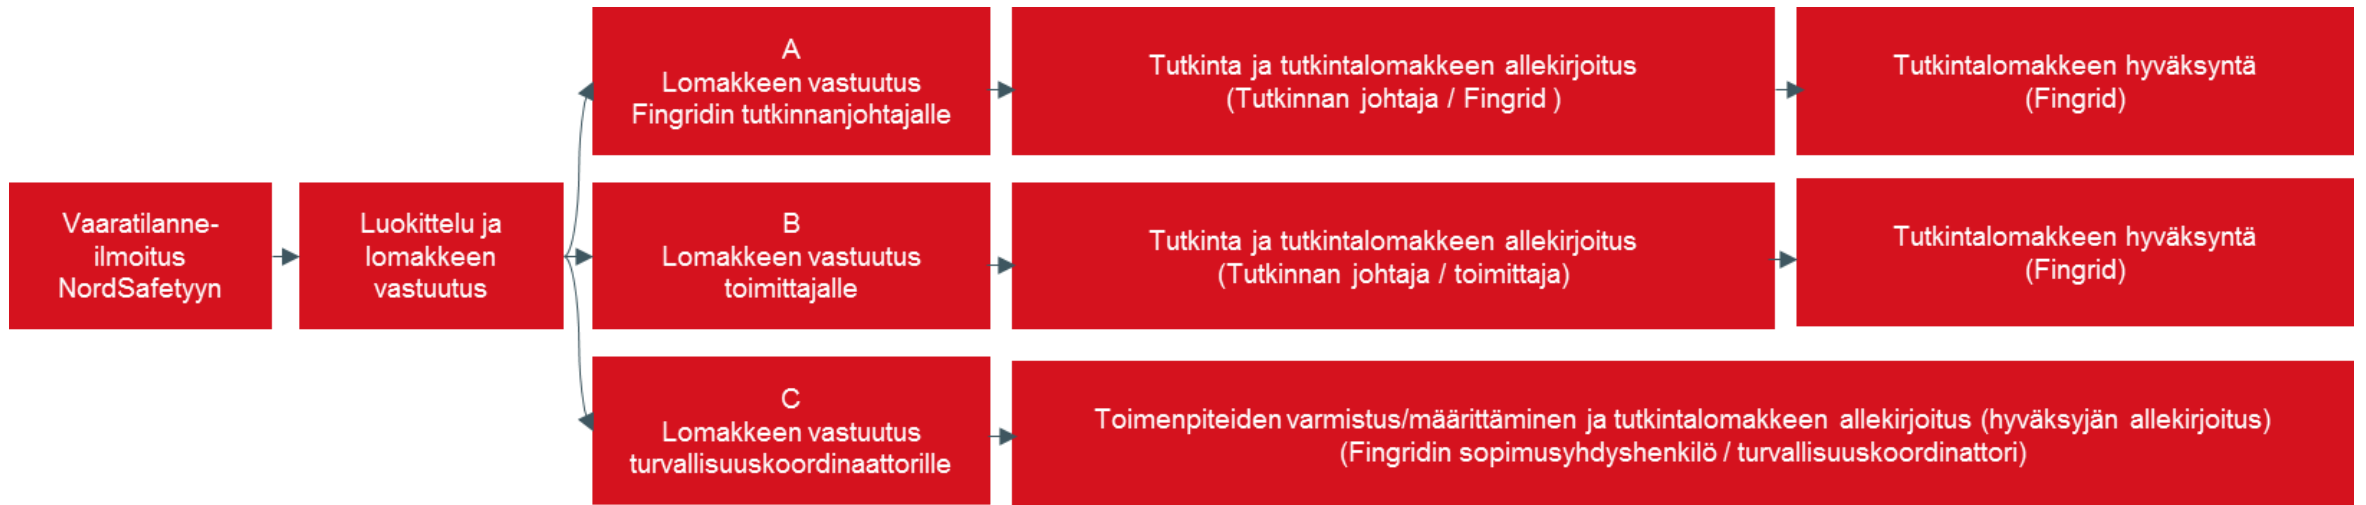 Vaaratilanne-
ilmoitus
NordSafetyyn
Luokittelu ja
lomakkeen
vastuutus
A
Lomakkeen vastuutus
Fingridin tutkinnanjohtajalle
Tutkinta ja tutkintalomakkeen allekirjoitus
(Tutkinnan johtaja / Fingrid )
Tutkintalomakkeen hyväksyntä
(Fingrid)
B
Lomakkeen vastuutus
toimittajalle
Tutkinta ja tutkintalomakkeen allekirjoitus
(Tutkinnan johtaja / toimittaja)
Tutkintalomakkeen hyväksyntä
(Fingrid)
C
Lomakkeen vastuutus
turvallisuuskoordinaattorille
Toimenpiteiden varmistus/määrittäminen ja tutkintalomakkeen allekirjoitus (hyväksyjän allekirjoitus)
(Fingridin sopimusyhdyshenkilö / turvallisuuskoordinattori)